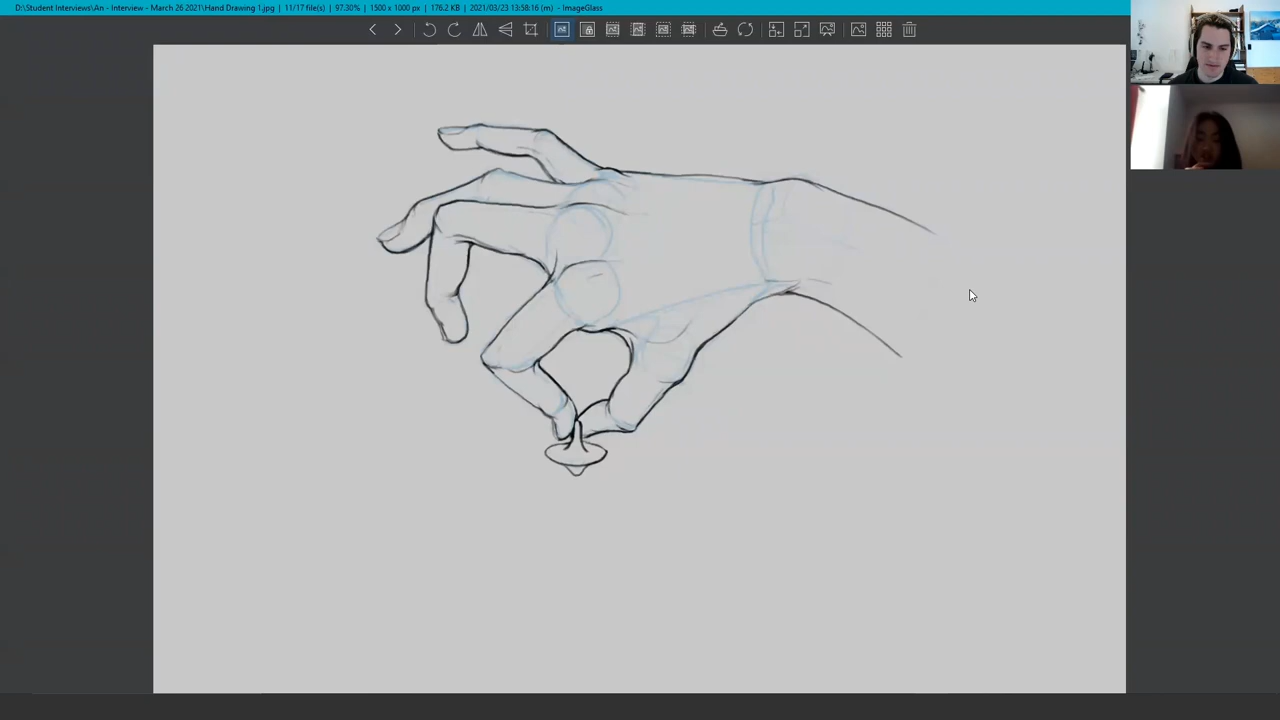 D:\Student Interviews\An - Interview - March 26 2021\Hand Drawing 1.jpg | 11/17 file(s) | 97.30% | 1500 x 1000 px | 176.2 KB | 2021/03/23 13:58:16 (m) - ImageGlass